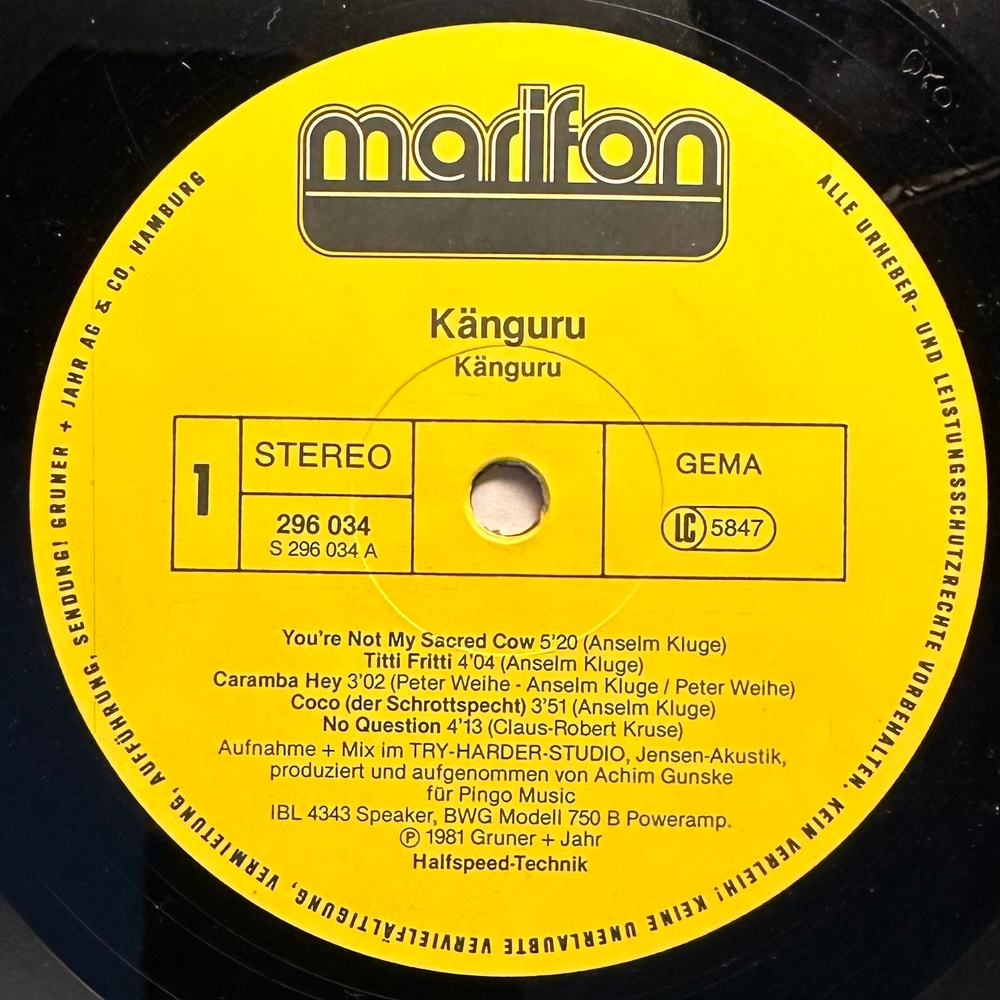 marifon
Känguru
Känguru
1
STEREO
296 034
S 296 034 A
GEMA
LC 5847
You're Not My Sacred Cow 5'20 (Anselm Kluge)
Titti Fritti 4'04 (Anselm Kluge)
Caramba Hey 3'02 (Peter Weihe - Anselm Kluge / Peter Weihe)
Coco (der Schrottspecht) 3'51 (Anselm Kluge)
No Question 4'13 (Claus-Robert Kruse)
Aufnahme + Mix im TRY-HARDER-STUDIO, Jensen-Akustik,
produziert und aufgenommen von Achim Gunske
für Pingo Music
IBL 4343 Speaker, BWG Modell 750 B Poweramp.
Ⓟ 1981 Gruner + Jahr
Halfspeed-Technik
ALLE URHEBER- UND LEISTUNGSSCHUTZRECHTE VORBEHALTEN. KEIN VERLEIH! KEINE UNERLAUBTE VERVIELFÄLTIGUNG, VERMIETUNG, AUFFÜHRUNG, SENDUNG! GRUNER + JAHR AG & CO, HAMBURG